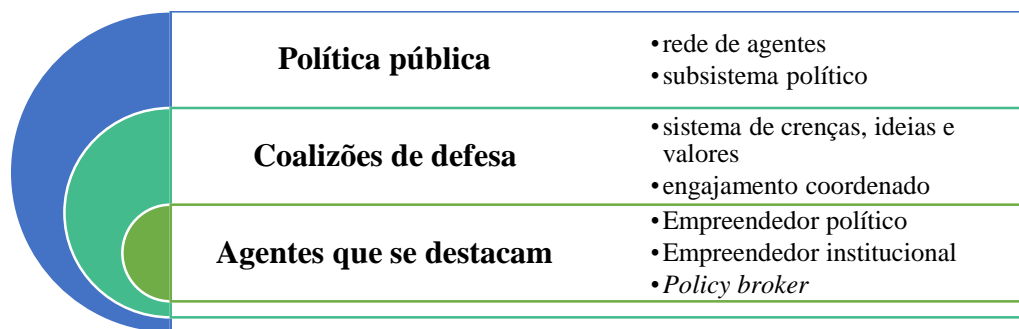 Política pública
•rede de agentes
•subsistema político
Coalizões de defesa
•sistema de crenças, ideias e
valores
•engajamento coordenado
Agentes que se destacam
•Empreendedor político
•Empreendedor institucional
•Policy broker